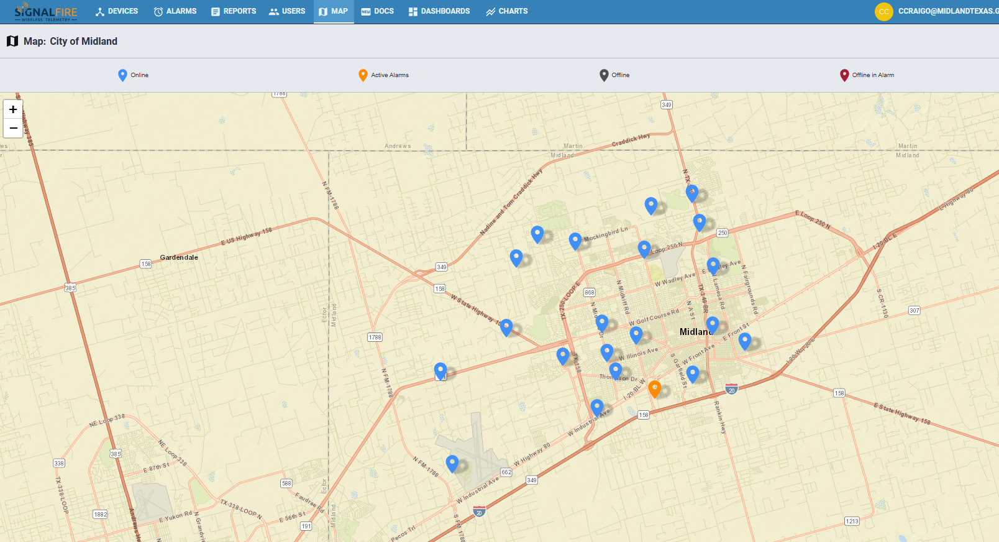 SIGNALFIRE
WIRELESS TELEMETRY
DEVICES
ALARMS
REPORTS
USERS
MAP
NEW
DOCS
DASHBOARDS
CHARTS
CC
CCRAIGO@MIDLANDTEXAS.G
Map: City of Midland
Online
Active Alarms
Offline
Offline in Alarm
+
−
1788
349
Highway 385
Andrews
Martin
Midland
Craddick Hwy
Martin
Midland
N FM-1788
Nadine and Tom Craddick Hwy
E Highway 80
E Loop 250 N
E US Highway 158
Mockingbird Ln
250
I-20 BL E
Loop 250 N
Gardendale
158
349
W Wadley Ave
N Fairgrounds Rd
385
158
868
TX-250-LOOP E
N Midkiff Rd
TX-349-BR
N Lamesa Rd
S CR-1130
307
W State Highway
N A St
W Golf Course Rd
Ector
Midland
Midland
E Front St
1788
I-20 W
I-20 E
W Illinois Ave
W Front Ave
S Garfield St
TX-158
N FM-1788
Dr
I-20-BL W
20
158
158
E State Highway 158
Rankin Hwy
W Industrial Ave
NE Loop 338
NE Loop 338
385
338
E 87th St
N FM-1788
W Highway 80
662
349
TX-338-LOOP
588
Faudree Rd
W Industrial Ave
Ector
Midland
TX-338-LOOP N
1882
E Yukon Rd
N Grandview
E 56th St
191
20
S FM-1788
1213
Pecos Trl